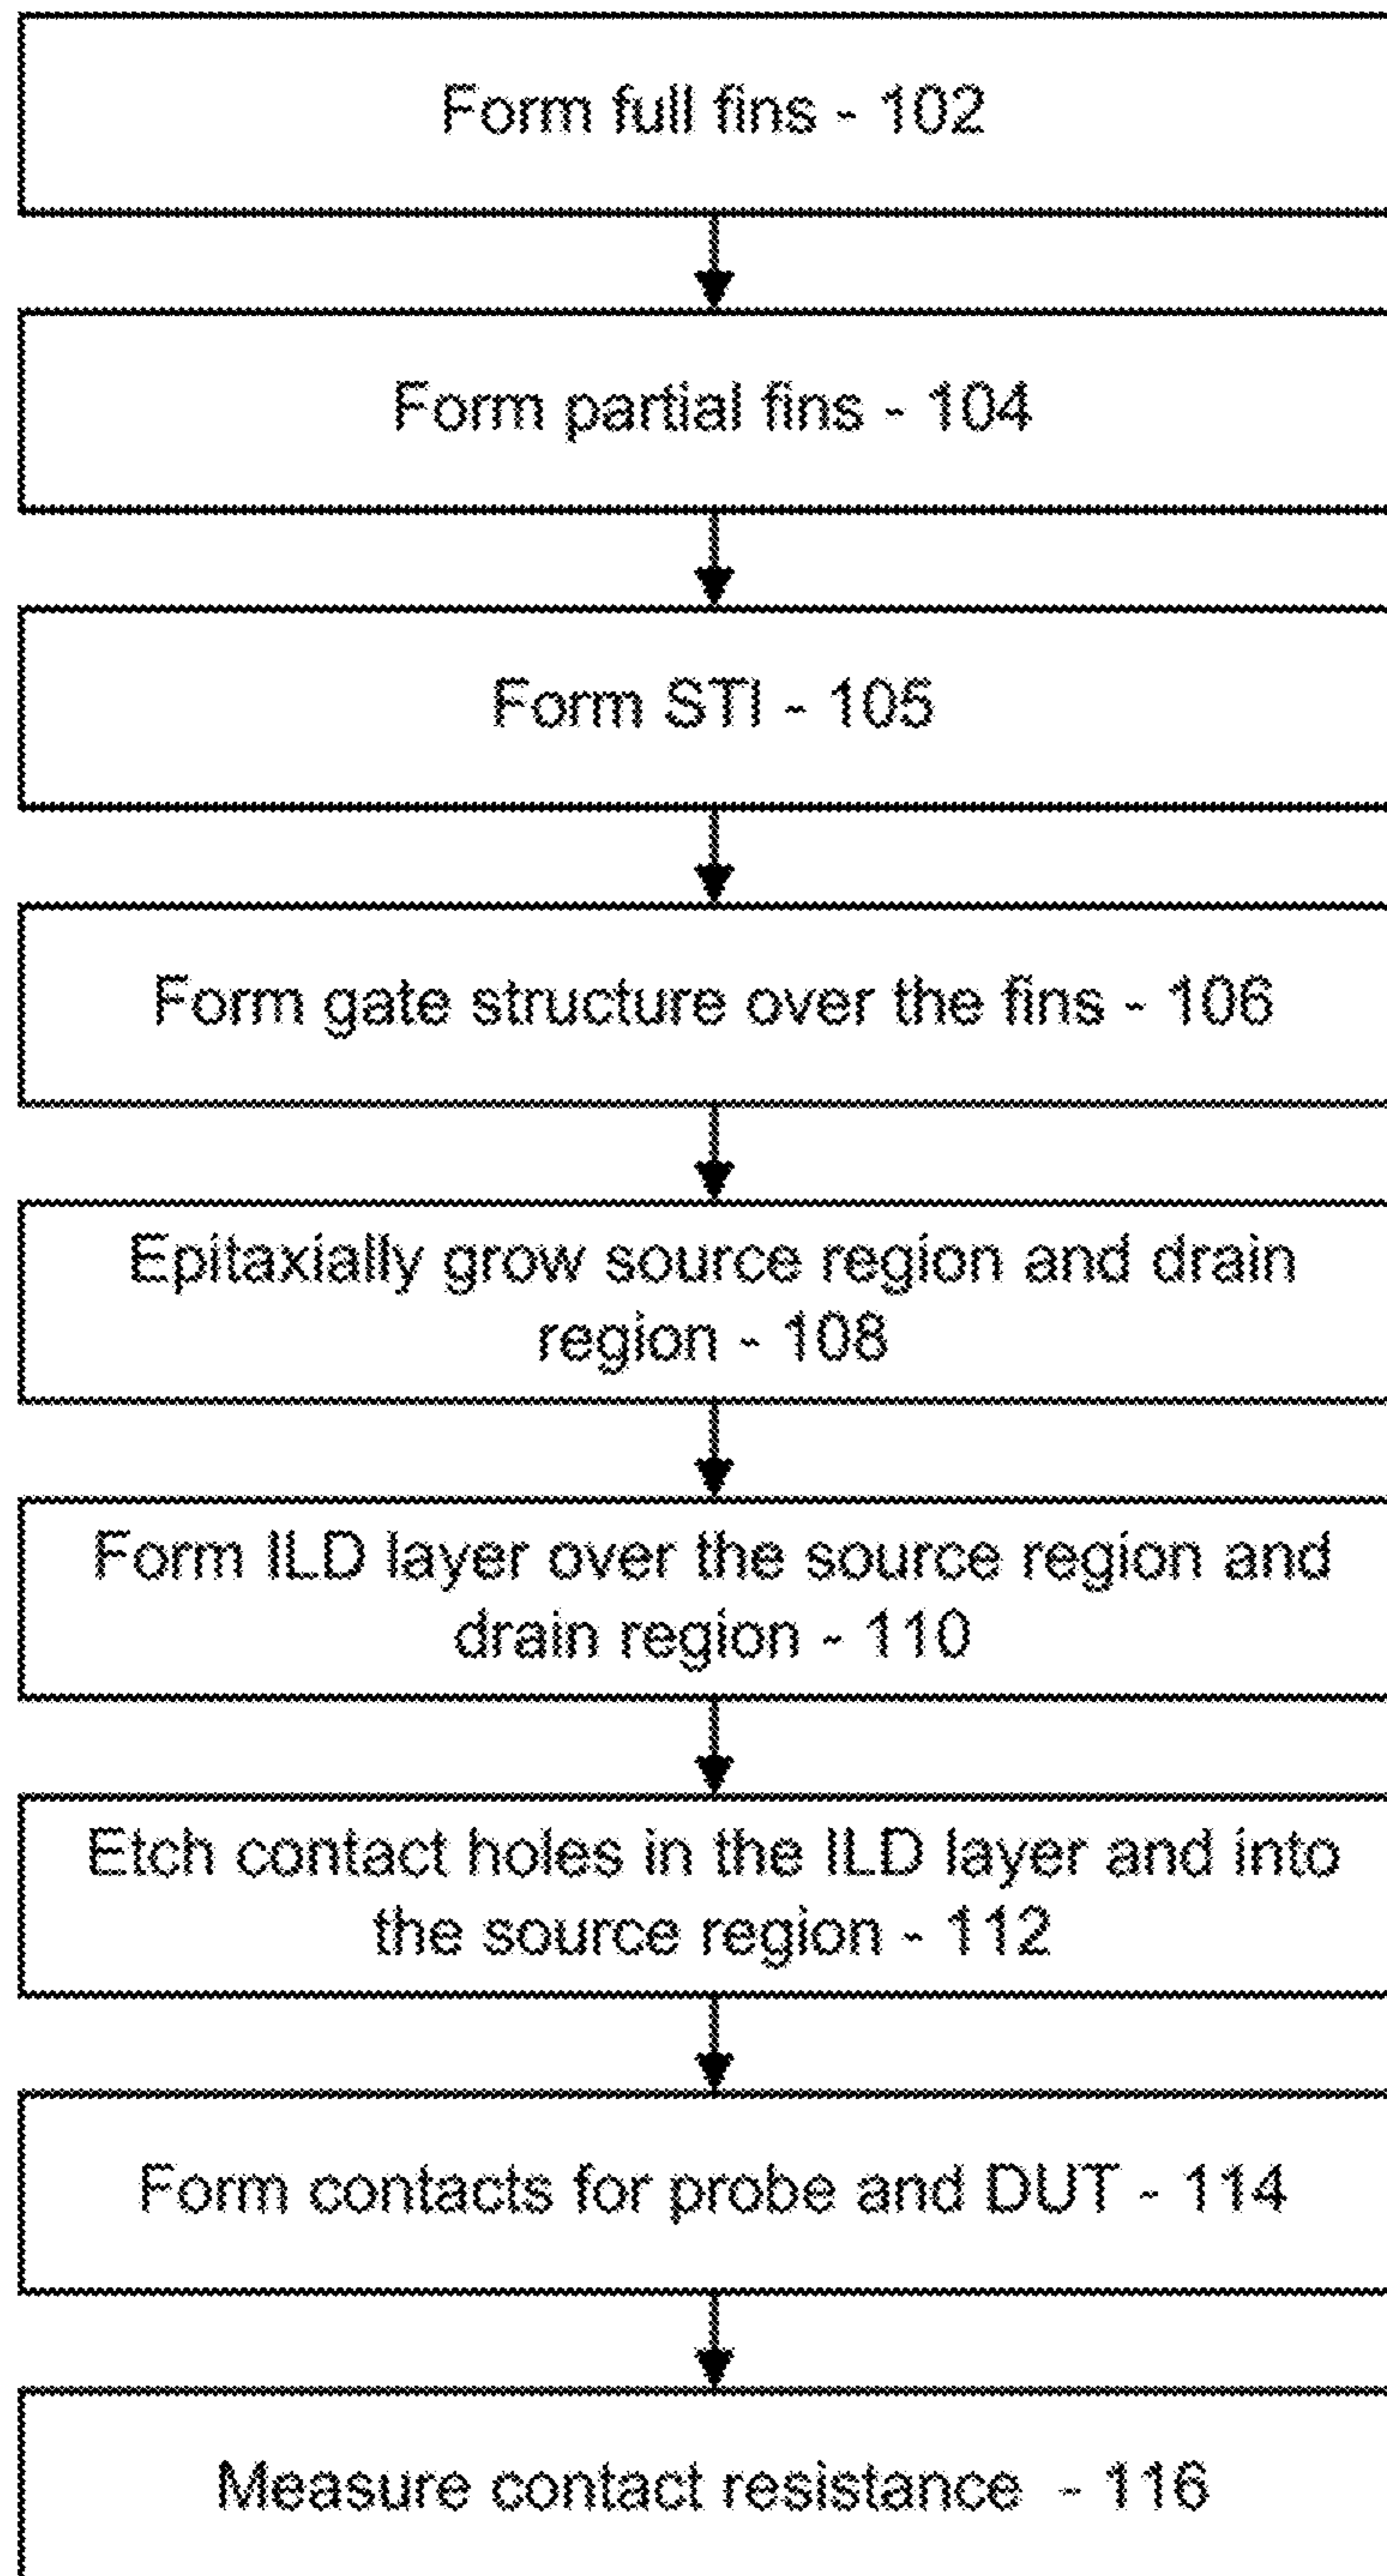 Form full fins - 102
Form partial fins - 104
Form STI - 105
Form gate structure over the fins - 106
Epitaxially grow source region and drain
region - 108
Form ILD layer over the source region and
drain region - 110
Etch contact holes in the ILD layer and into
the source region - 112
Form contacts for probe and DUT - 114
Measure contact resistance - 116